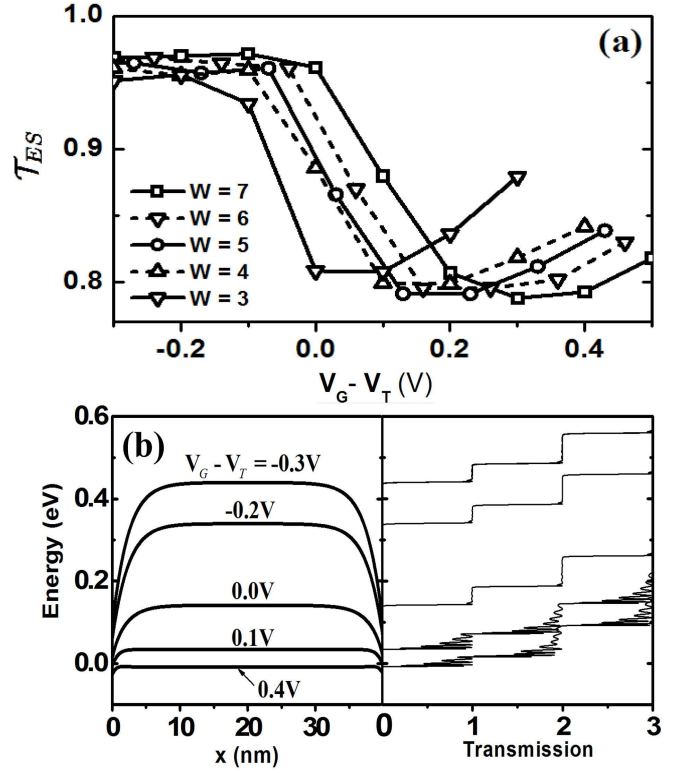 1.0
(a)
0.9
0.8
T_ES
W = 7
W = 6
W = 5
W = 4
W = 3
-0.2 0.0 0.2 0.4
V_G - V_T (V)
0.6
0.4
0.2
0.0
Energy (eV)
(b)
V_G - V_T = -0.3V
-0.2V
0.0V
0.1V
0.4V
0 10 20 30 0 1 2 3
x (nm) Transmission